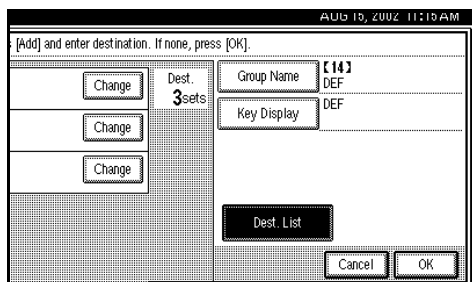 AUG 15, 2002 11:15AM
s [Add] and enter destination. If none, press [OK].
Change
Dest.
3sets
Group Name
【14】
DEF
Change
Key Display
DEF
Change
Dest. List
Cancel
OK